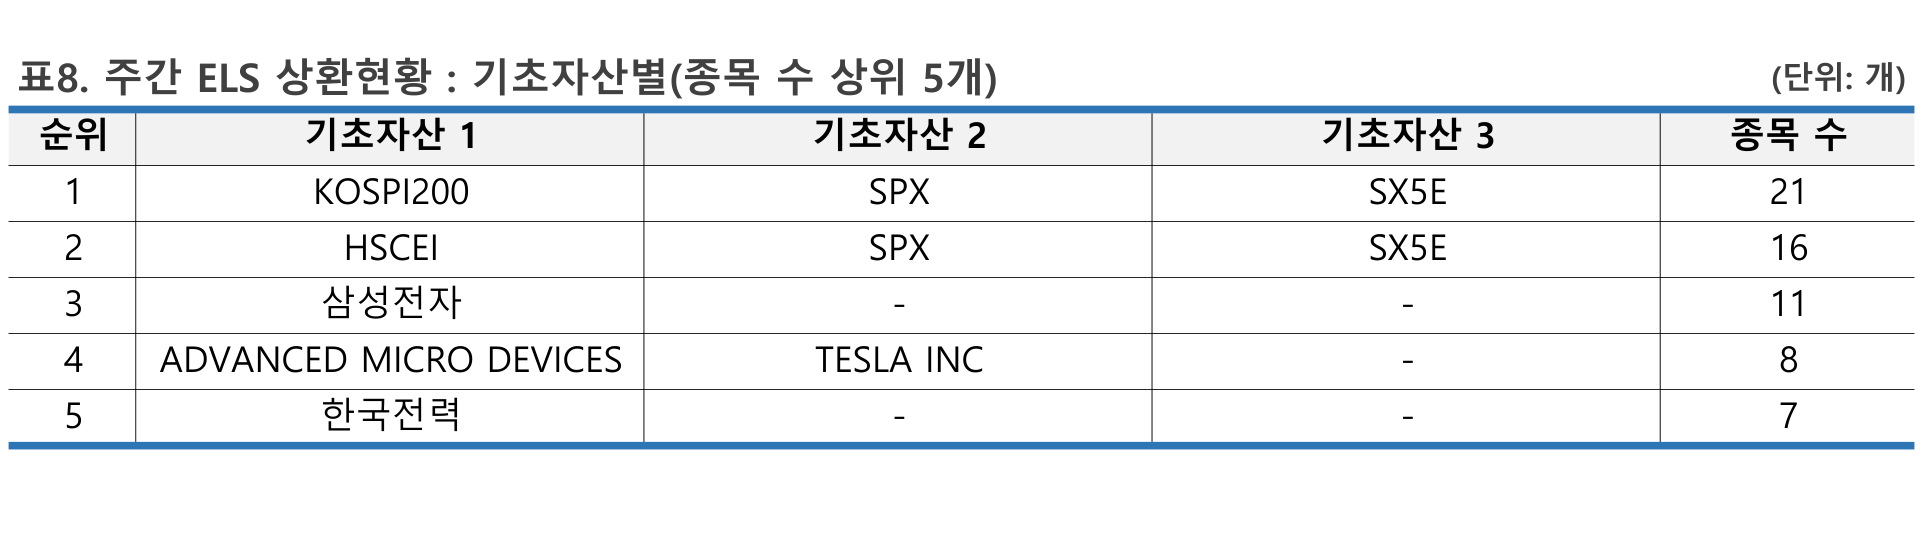 표8. 주간 ELS 상환현황 : 기초자산별(종목 수 상위 5개) (단위: 개)
순위 기초자산 1 기초자산 2 기초자산 3 종목 수
1 KOSPI200 SPX SX5E 21
2 HSCEI SPX SX5E 16
3 삼성전자 - - 11
4 ADVANCED MICRO DEVICES TESLA INC - 8
5 한국전력 - - 7